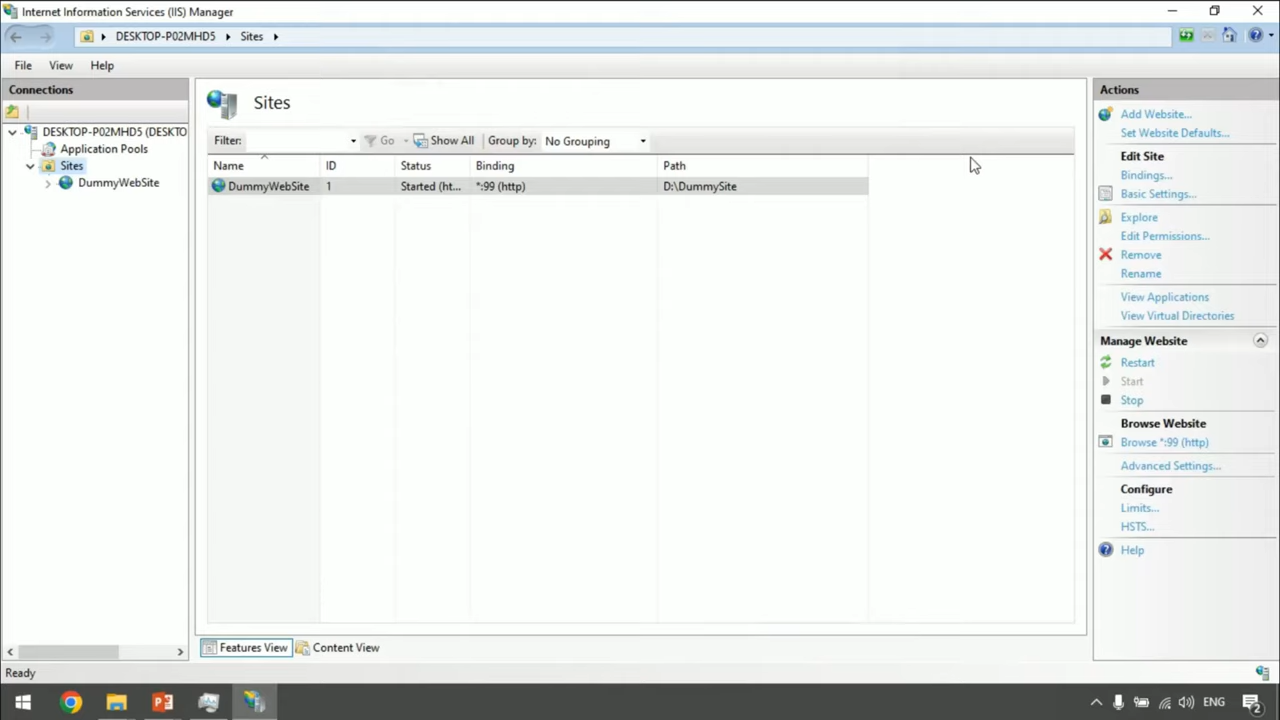 Internet Information Services (IIS) Manager
DESKTOP-P02MHD5 Sites
File View Help
Connections
DESKTOP-P02MHD5 (DESKTO
Application Pools
Sites
DummyWebSite
Sites
Filter: Go Show All Group by: No Grouping
Name ID Status Binding Path
DummyWebSite 1 Started (ht... *:99 (http) D:\DummySite
Features View Content View
Actions
Add Website...
Set Website Defaults...
Edit Site
Bindings...
Basic Settings...
Explore
Edit Permissions...
Remove
Rename
View Applications
View Virtual Directories
Manage Website
Restart
Start
Stop
Browse Website
Browse *:99 (http)
Advanced Settings...
Configure
Limits...
HSTS...
Help
Ready
ENG
2